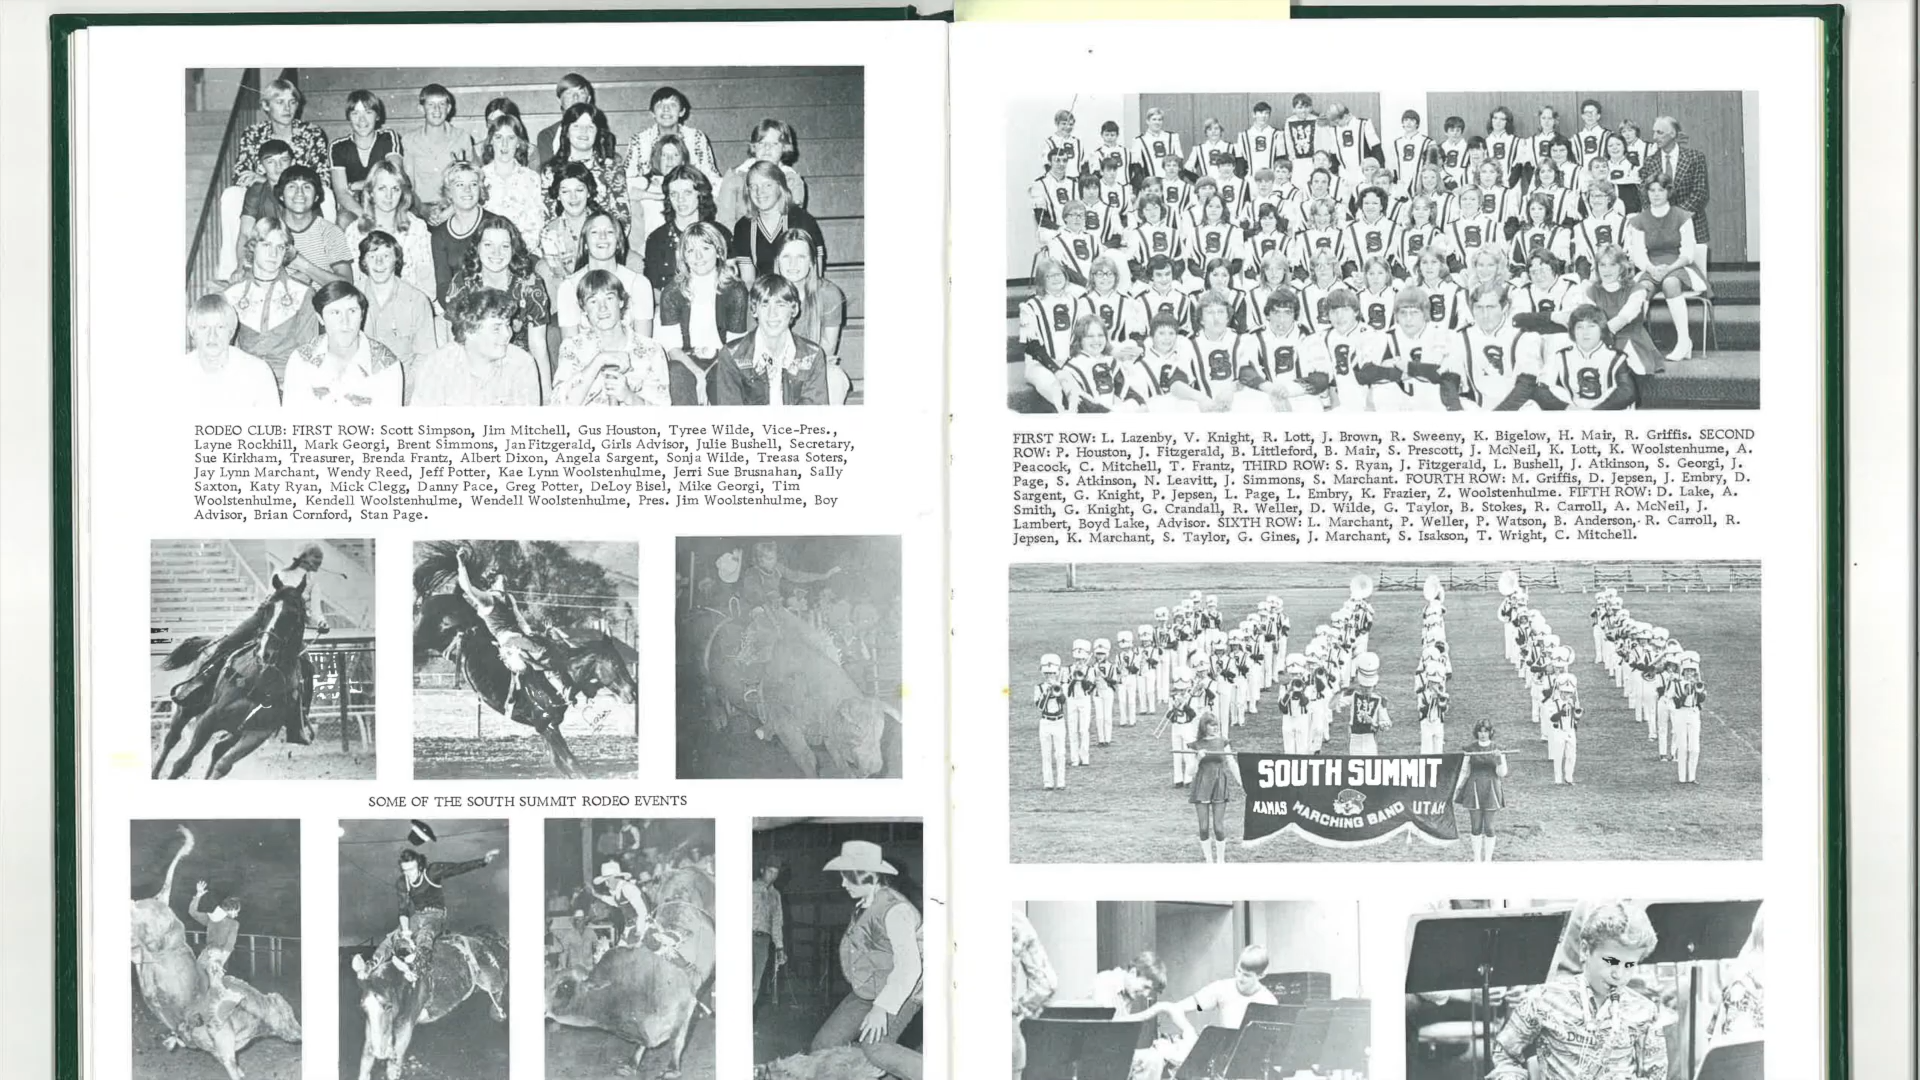 RODEO CLUB: FIRST ROW: Scott Simpson, Jim Mitchell, Gus Houston, Tyree Wilde, Vice-Pres.,
Layne Rockhill, Mark Georgi, Brent Simmons, Jan Fitzgerald, Girls Advisor, Julie Bushell, Secretary,
Sue Kirkham, Treasurer, Brenda Frantz, Albert Dixon, Angela Sargent, Sonja Wilde, Treasa Soters,
Jay Lynn Marchant, Wendy Reed, Jeff Potter, Kae Lynn Woolstenhulme, Jerri Sue Brusnahan, Sally
Saxton, Katy Ryan, Mick Clegg, Danny Pace, Greg Potter, DeLoy Bisel, Mike Georgi, Tim
Woolstenhulme, Kendell Woolstenhulme, Wendell Woolstenhulme, Pres. Jim Woolstenhulme, Boy
Advisor, Brian Cornford, Stan Page.
SOME OF THE SOUTH SUMMIT RODEO EVENTS
FIRST ROW: L. Lazenby, V. Knight, R. Lott, J. Brown, R. Sweeny, K. Bigelow, H. Mair, R. Griffis. SECOND
ROW: P. Houston, J. Fitzgerald, B. Littleford, B. Mair, S. Prescott, J. McNeil, K. Lott, K. Woolstenhume, A.
Peacock, C. Mitchell, T. Frantz, THIRD ROW: S. Ryan, J. Fitzgerald, L. Bushell, J. Atkinson, S. Georgi, J.
Page, S. Atkinson, N. Leavitt, J. Simmons, S. Marchant. FOURTH ROW: M. Griffis, D. Jepsen, J. Embry, D.
Sargent, G. Knight, P. Jepsen, L. Page, L. Embry, K. Frazier, Z. Woolstenhulme. FIFTH ROW: D. Lake, A.
Smith, G. Knight, G. Crandall, R. Weller, D. Wilde, G. Taylor, B. Stokes, R. Carroll, A. McNeil, J.
Lambert, Boyd Lake, Advisor. SIXTH ROW: L. Marchant, P. Weller, P. Watson, B. Anderson, R. Carroll, R.
Jepsen, K. Marchant, S. Taylor, G. Gines, J. Marchant, S. Isakson, T. Wright, C. Mitchell.
SOUTH SUMMIT
KAMAS MARCHING BAND UTAH